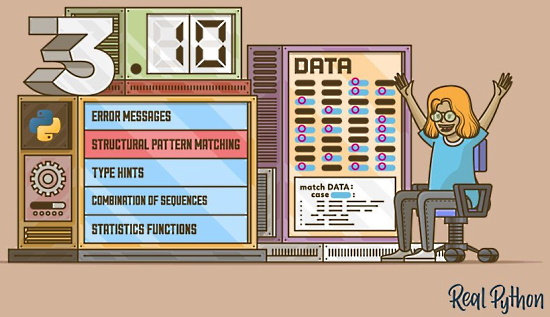 3.10
ERROR MESSAGES
STRUCTURAL PATTERN MATCHING
TYPE HINTS
COMBINATION OF SEQUENCES
STATISTICS FUNCTIONS
DATA
match DATA:
case :
Real Python